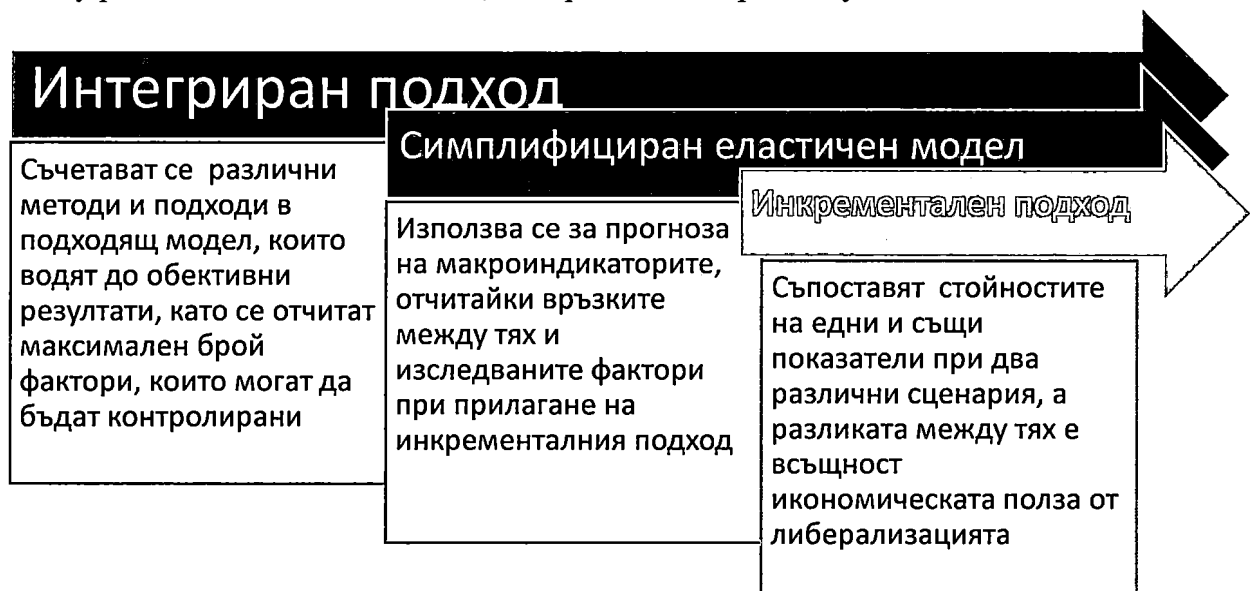 Интегриран подход
Съчетават се различни
методи и подходи в
подходящ модел, които
водят до обективни
резултати, като се отчитат
максимален брой
фактори, които могат да
бъдат контролирани
Симплифициран еластичен модел
Използва се за прогноза
на макроиндикаторите,
отчитайки връзките
между тях и
изследваните фактори
при прилагане на
инкременталния подход
Инкрементален подход
Съпоставят стойностите
на едни и същи
показатели при два
различни сценария, а
разликата между тях е
всъщност
икономическата полза от
либерализацията